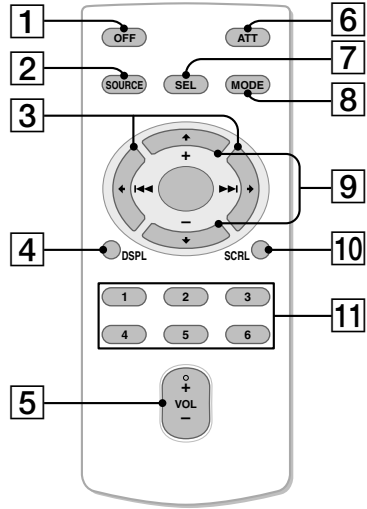 1 OFF ATT 6
2 SOURCE SEL MODE 7
8
3
+
9
−
4 DSPL SCRL 10
1 2 3
11
4 5 6
5 + VOL −